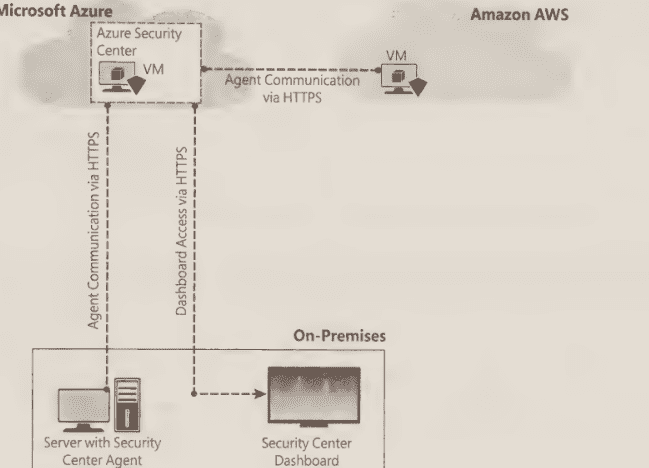 Microsoft Azure
Amazon AWS
Azure Security
Center
VM
VM
Agent Communication
via HTTPS
Agent Communication via HTTPS
Dashboard Access via HTTPS
On-Premises
Server with Security
Center Agent
Security Center
Dashboard